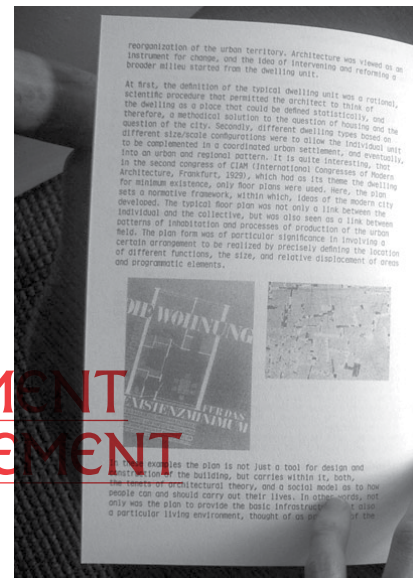 reorganization of the urban territory. Architecture was viewed as an
instrument for change, and the idea of intervening and reforming a
broader milieu started from the dwelling unit.
At first, the definition of the typical dwelling unit was a rational,
scientific procedure that permitted the architect to think of
the dwelling as a place that could be defined statistically, and
therefore, a methodical solution to the question of housing and the
question of the city. Secondly, different dwelling types based on
different size/scale configurations were to allow the individual unit
to be complemented in a coordinated urban settlement, and eventually,
into an urban and regional pattern. It is quite interesting, that
in the second congress of CIAM (International Congresses of Modern
Architecture, Frankfurt, 1929), which had as its theme the dwelling
for minimum existence, only floor plans were used. Here, the plan
sets a normative framework, within which, ideas of the modern city
developed. The typical floor plan was not only a link between the
individual and the collective, but was also seen as a link between
patterns of inhabitation and processes of production of the urban
field. The plan form was of particular significance in involving a
certain arrangement to be realized by precisely defining the location
of different functions, the size, and relative displacement of areas
and programmatic elements.
DIE WOHNUNG
FÜR DAS
EXISTENZMINIMUM
MENT
EMENT
In these examples the plan is not just a tool for design and
construction of the building, but carries within it, both,
the tenets of architectural theory, and a social model as to how
people can and should carry out their lives. In other words, not
only was the plan to provide the basic also
a particular living environment, thought of as of the